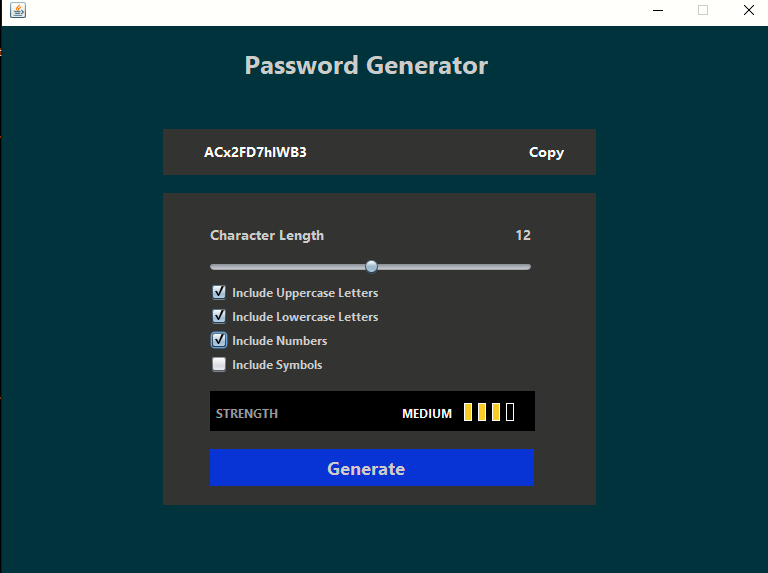 Password Generator
ACx2FD7hIWB3 Copy
Character Length 12
Include Uppercase Letters
Include Lowercase Letters
Include Numbers
Include Symbols
STRENGTH MEDIUM
Generate